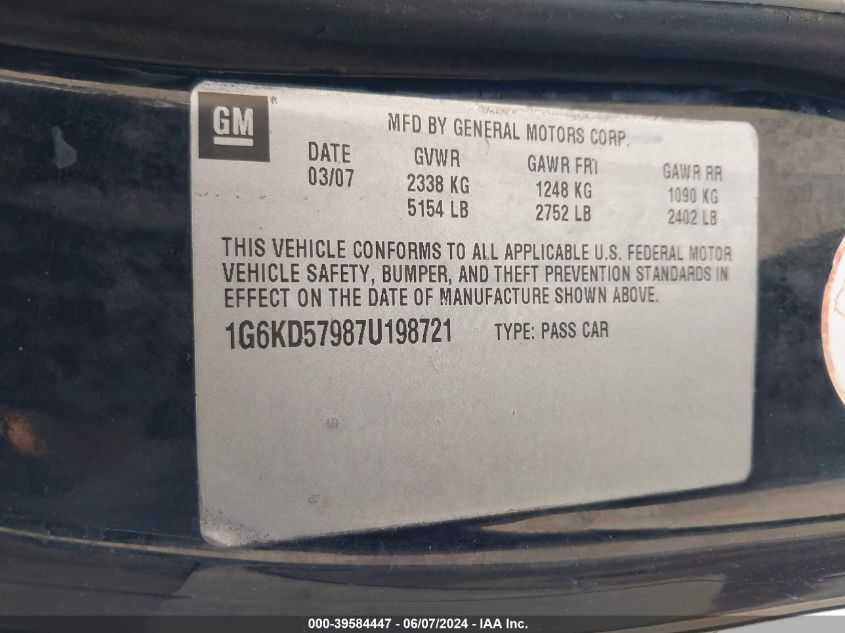 GM®
MFD BY GENERAL MOTORS CORP.
DATE GVWR GAWR FRT GAWR RR
03/07 2338 KG 1248 KG 1090 KG
5154 LB 2752 LB 2402 LB
THIS VEHICLE CONFORMS TO ALL APPLICABLE U.S. FEDERAL MOTOR
VEHICLE SAFETY, BUMPER, AND THEFT PREVENTION STANDARDS IN
EFFECT ON THE DATE OF MANUFACTURE SHOWN ABOVE.
1G6KD57987U198721 TYPE: PASS CAR
000-39584447 - 06/07/2024 - IAA Inc.